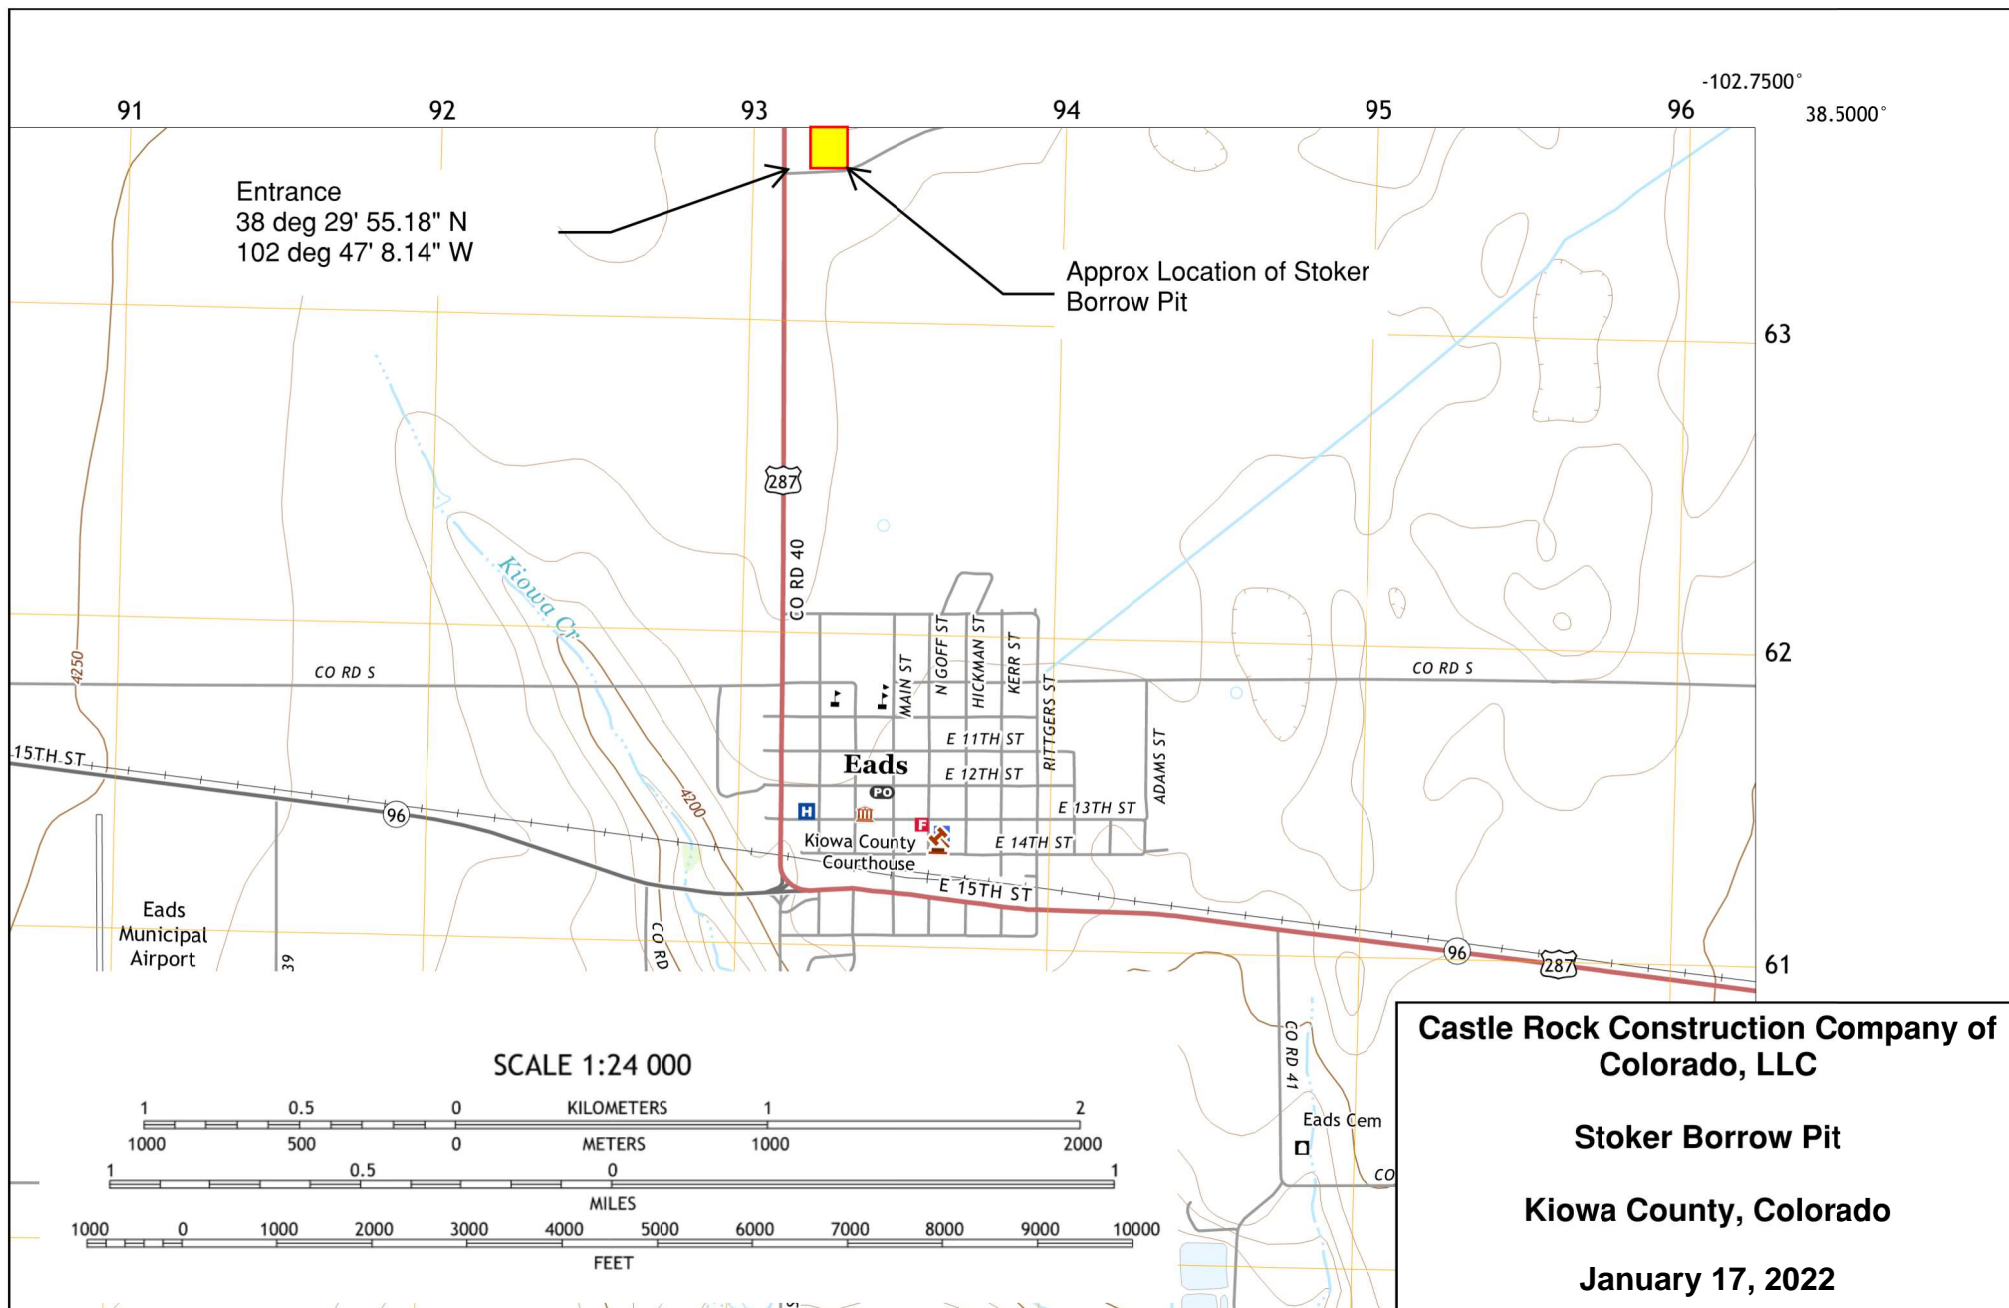 -102.7500°
91 92 93 94 95 96 38.5000°
Entrance
38 deg 29' 55.18" N
102 deg 47' 8.14" W
Approx Location of Stoker
Borrow Pit
63
287
CO RD 40
Kiowa Cr
4250
CO RD S
MAIN ST
N GOFF ST
HICKMAN ST
KERR ST
RITTGERS ST
ADAMS ST
CO RD S
62
E 11TH ST
Eads
E 12TH ST
PO
15TH ST
96
4200
H
F
E 13TH ST
Kiowa County
Courthouse
E 14TH ST
E 15TH ST
Eads
Municipal
Airport
39
CO RD
96
287
61
CO RD 41
Eads Cem
CO
SCALE 1:24 000
1 0.5 0 KILOMETERS 1 2
1000 500 0 METERS 1000 2000
1 0.5 0 1
MILES
1000 0 1000 2000 3000 4000 5000 6000 7000 8000 9000 10000
FEET
Castle Rock Construction Company of
Colorado, LLC
Stoker Borrow Pit
Kiowa County, Colorado
January 17, 2022